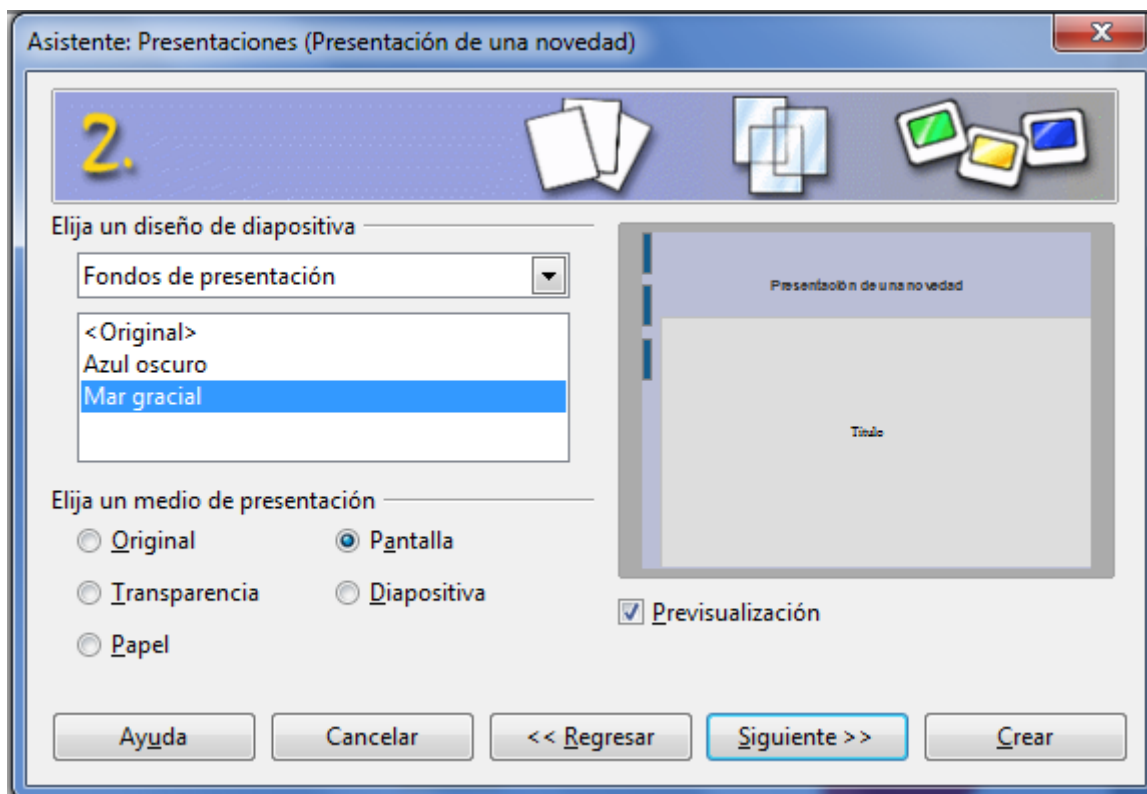 Asistente: Presentaciones (Presentación de una novedad)
2.
Elija un diseño de diapositiva
Fondos de presentación
<Original>
Azul oscuro
Mar gracial
Presentación de una novedad
Título
Elija un medio de presentación
Original
Pantalla
Transparencia
Diapositiva
Papel
Previsualización
Ayuda
Cancelar
<< Regresar
Siguiente >>
Crear